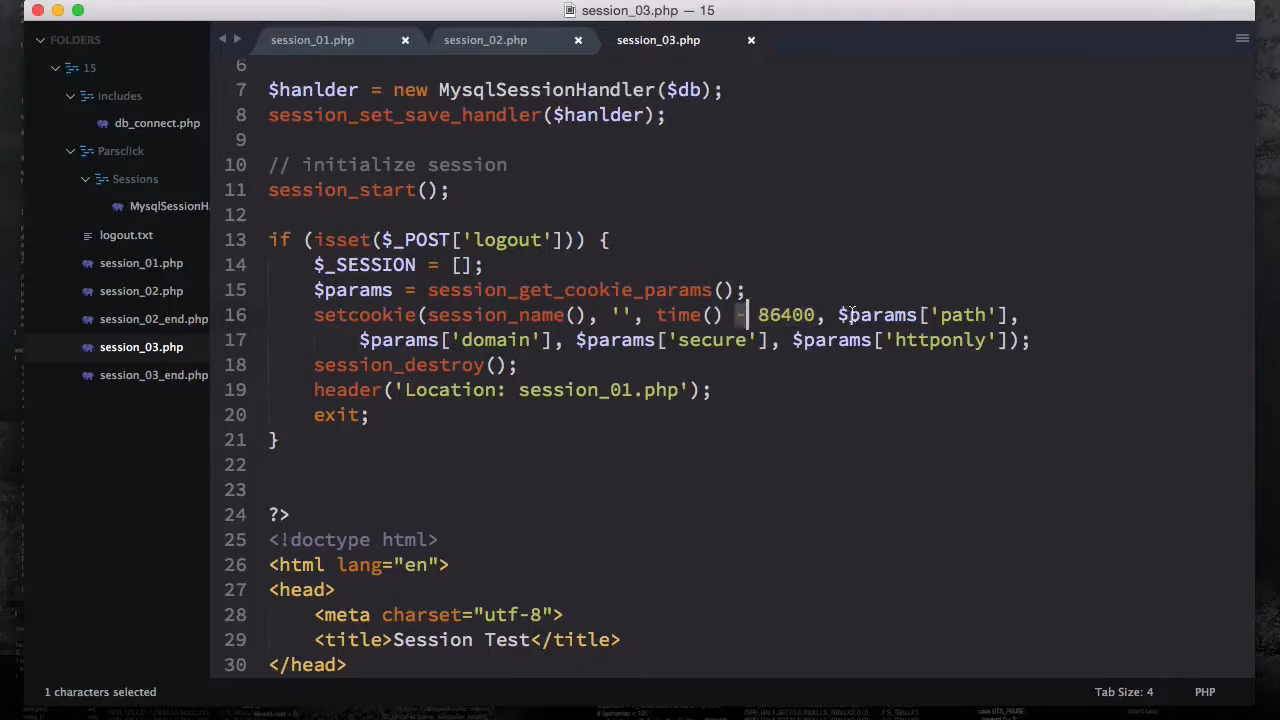 session_03.php — 15
FOLDERS
15
Includes
db_connect.php
Parsclick
Sessions
MysqlSessionH
logout.txt
session_01.php
session_02.php
session_02_end.php
session_03.php
session_03_end.php
session_01.php × session_02.php × session_03.php ×
6
7 $hanlder = new MysqlSessionHandler($db);
8 session_set_save_handler($hanlder);
9
10 // initialize session
11 session_start();
12
13 if (isset($_POST['logout'])) {
14 $_SESSION = [];
15 $params = session_get_cookie_params();
16 setcookie(session_name(), '', time() - 86400, $params['path'],
17 $params['domain'], $params['secure'], $params['httponly']);
18 session_destroy();
19 header('Location: session_01.php');
20 exit;
21 }
22
23
24 ?>
25 <!doctype html>
26 <html lang="en">
27 <head>
28 <meta charset="utf-8">
29 <title>Session Test</title>
30 </head>
1 characters selected
Tab Size: 4 PHP